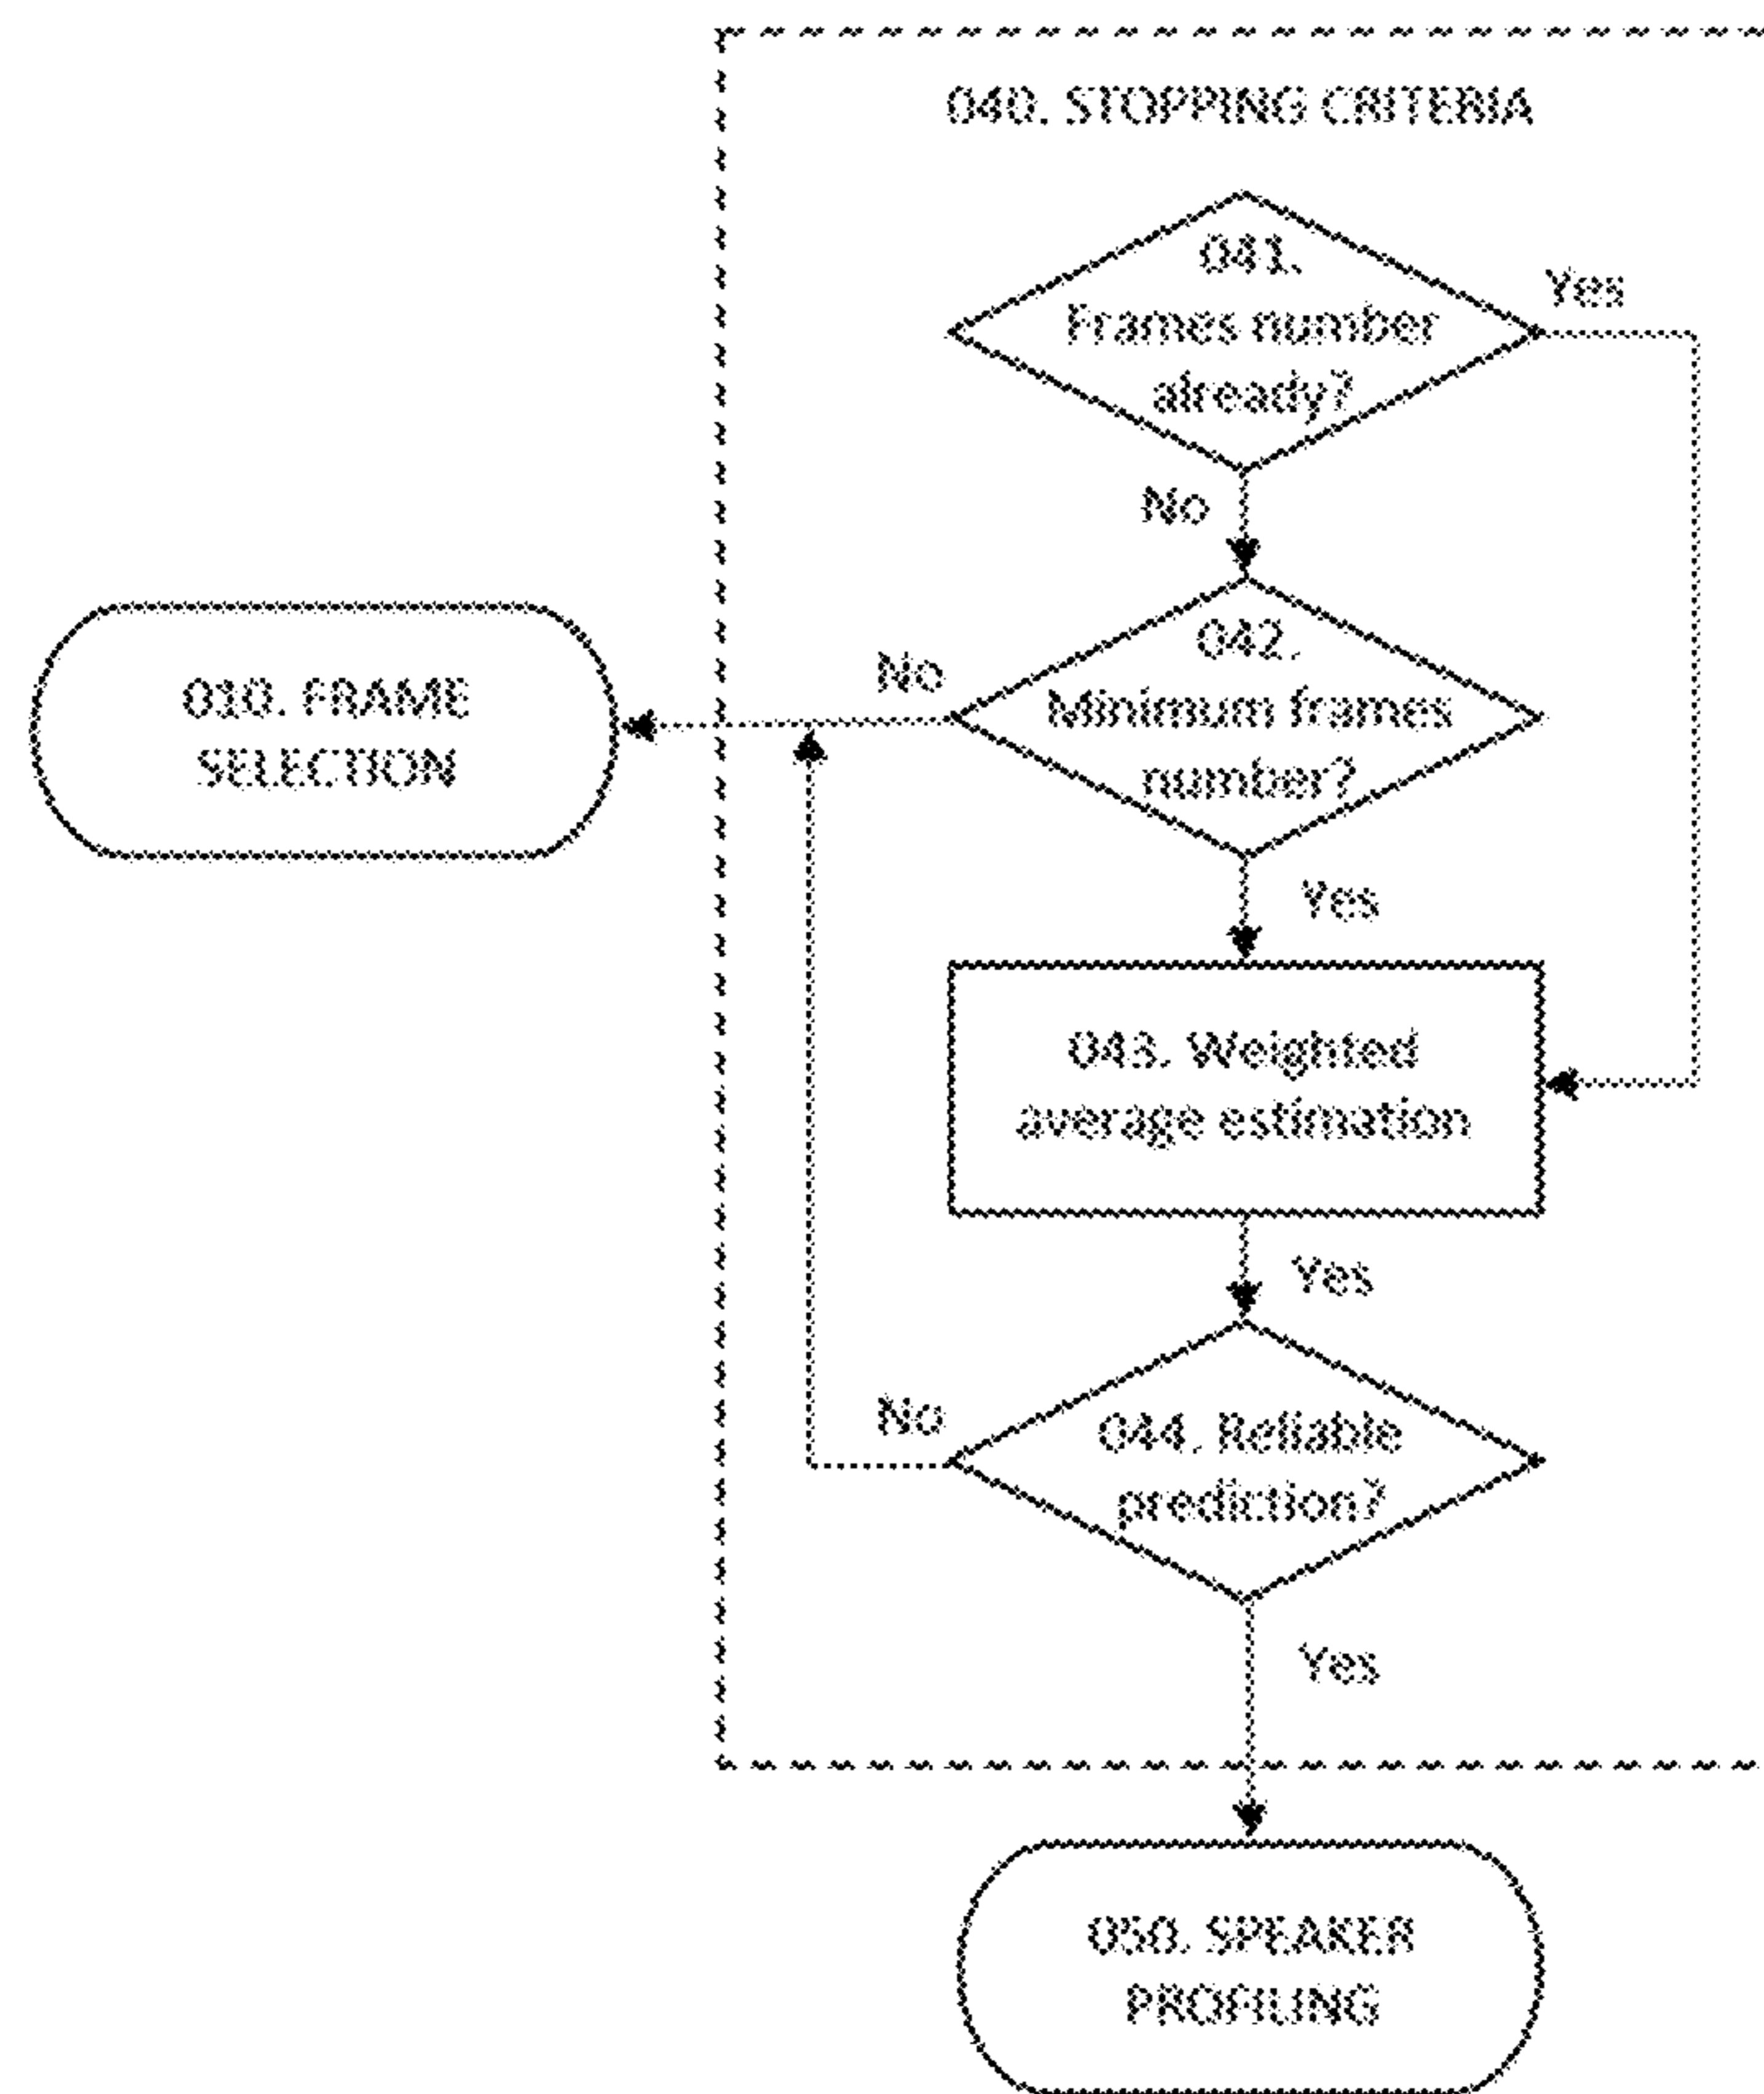 040. STOPPING CRITERIA
041.
Frames number
already?
Yes
No
042.
Minimum frames
number?
No
010. FRAME
SELECTION
Yes
043. Weighted
average estimation
Yes
044. Reliable
prediction?
No
Yes
050. SPEAKER
PROFILING